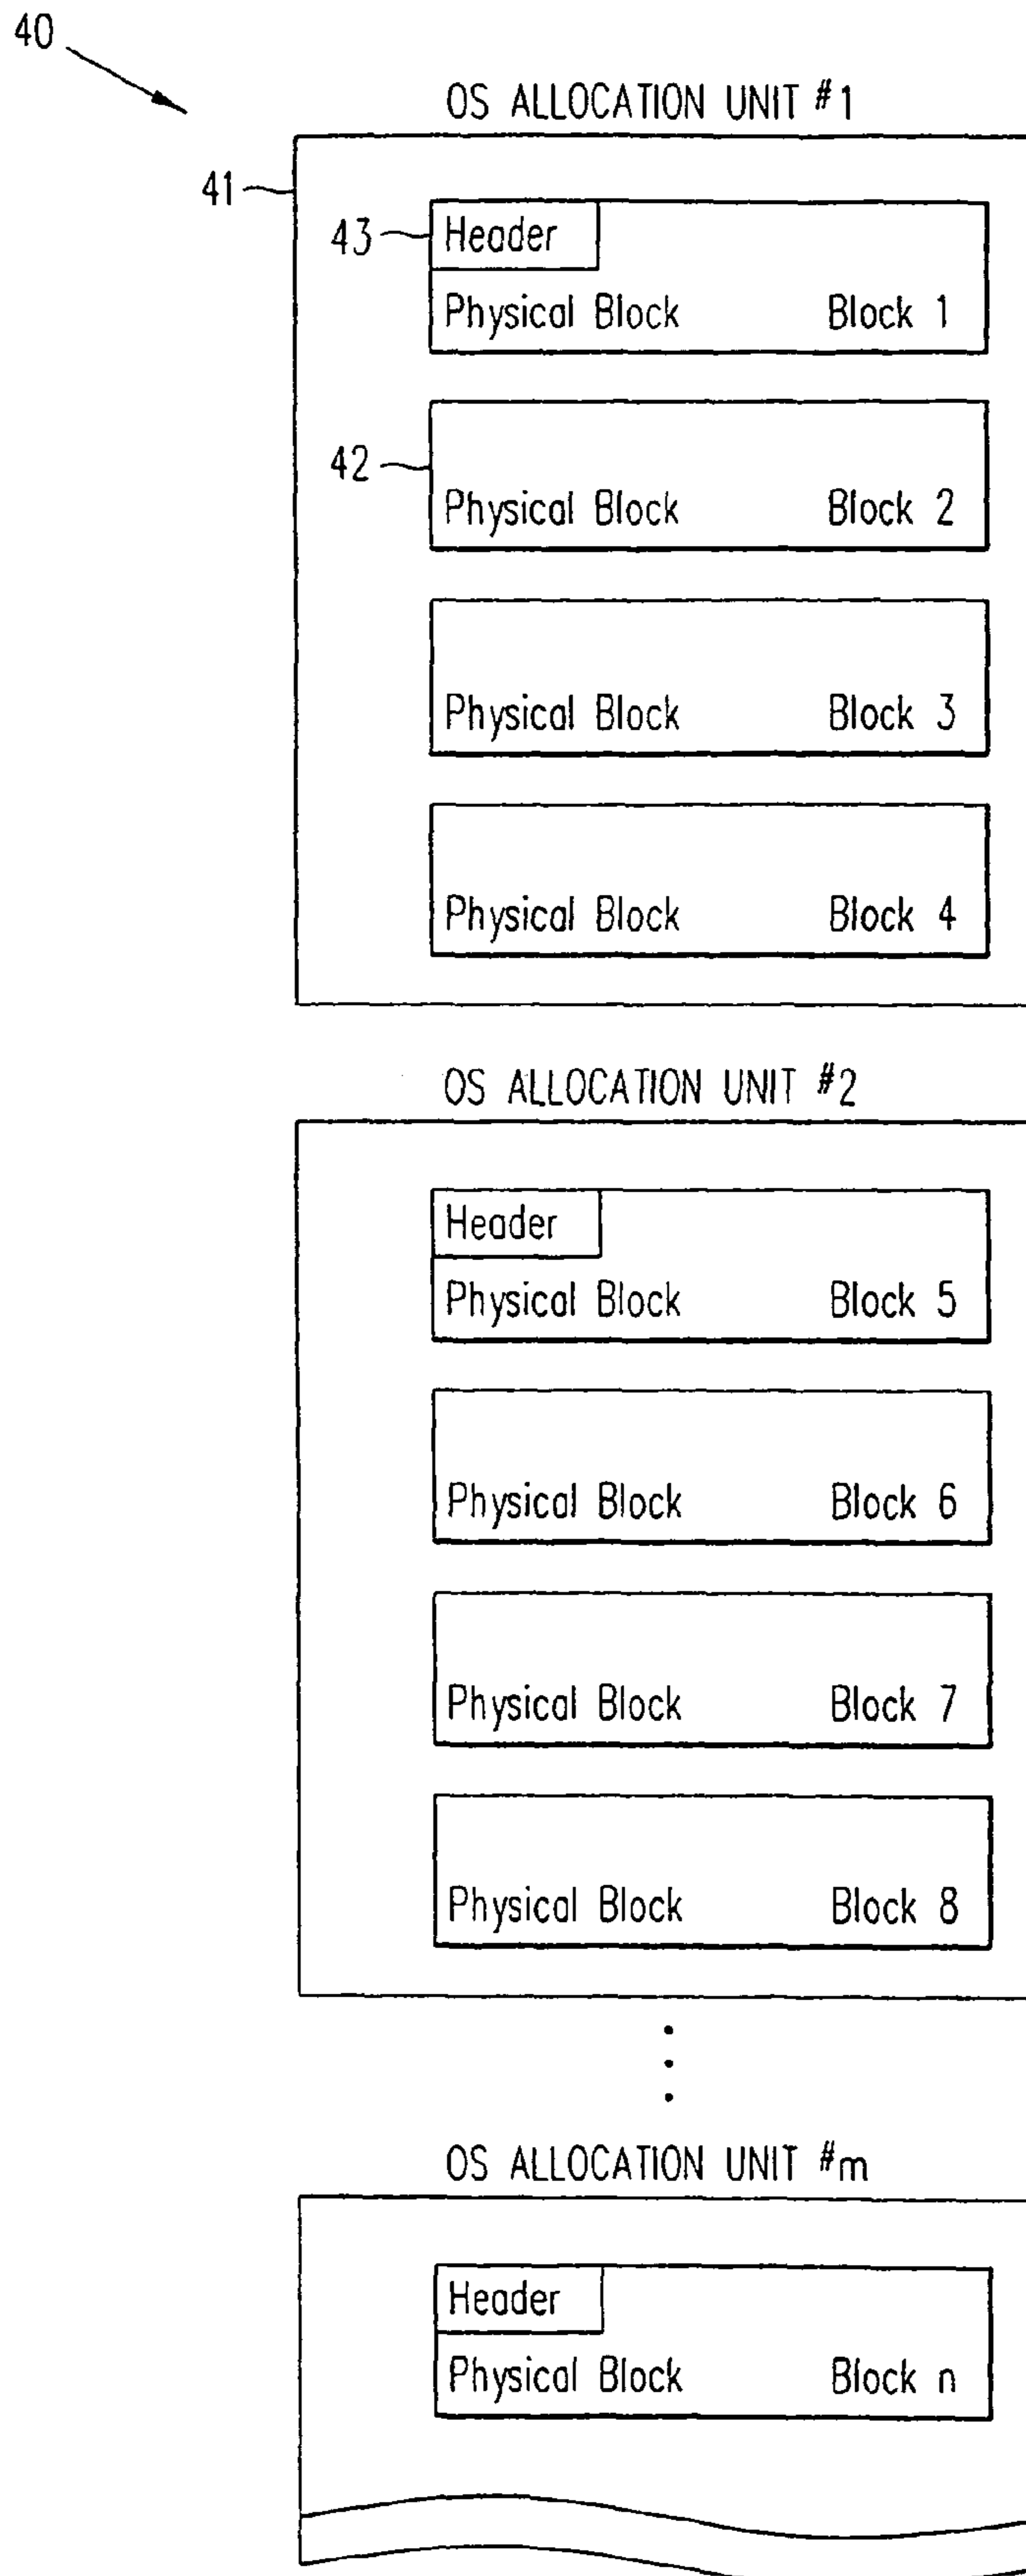 40
OS ALLOCATION UNIT #1
41
43 Header
Physical Block Block 1
42
Physical Block Block 2
Physical Block Block 3
Physical Block Block 4
OS ALLOCATION UNIT #2
Header
Physical Block Block 5
Physical Block Block 6
Physical Block Block 7
Physical Block Block 8
OS ALLOCATION UNIT #m
Header
Physical Block Block n